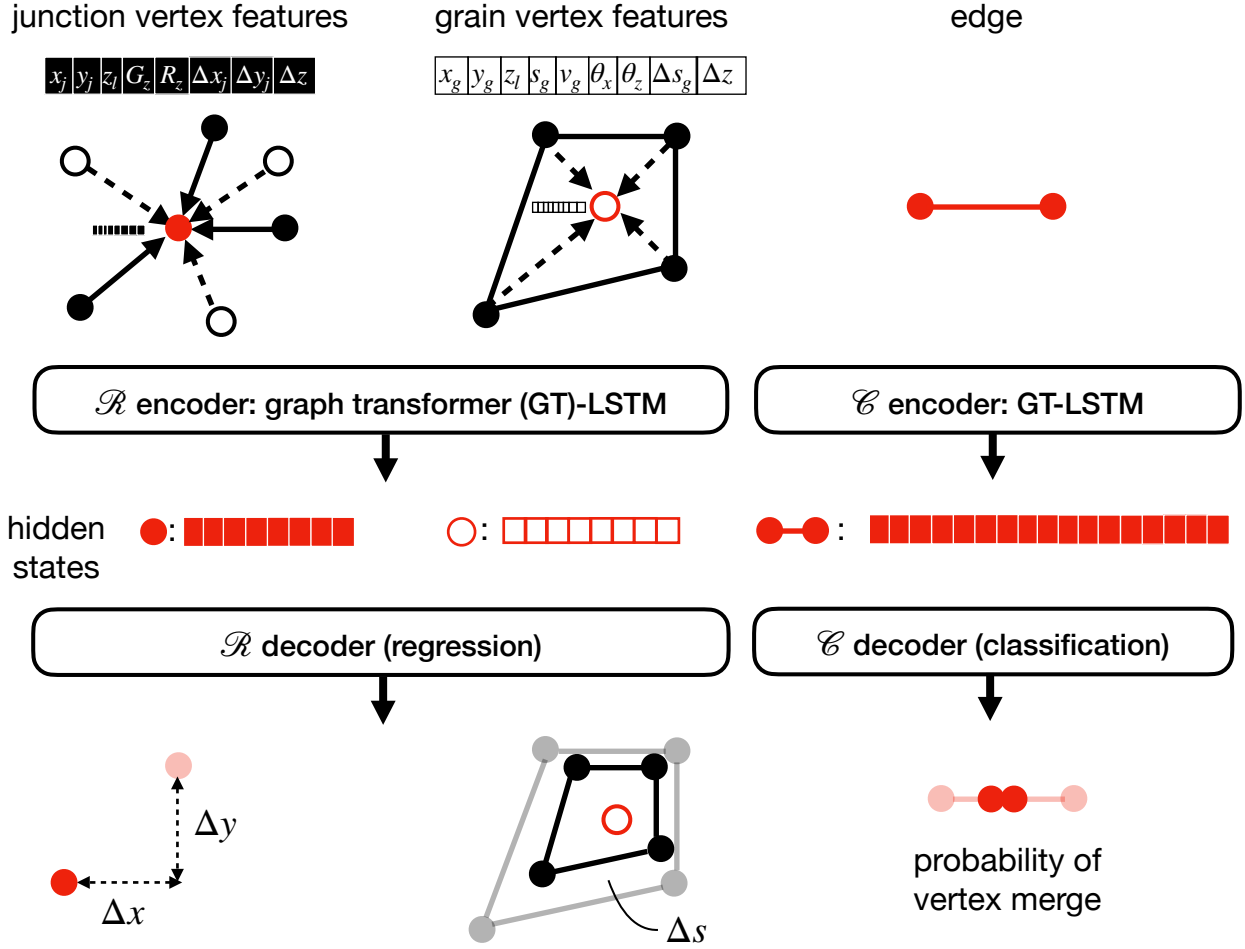 junction vertex features
grain vertex features
edge
x_j y_j z_l G_z R_z Δx_j Δy_j Δz
x_g y_g z_l s_g v_g θ_x θ_z Δs_g Δz
ℛ encoder: graph transformer (GT)-LSTM
𝒞 encoder: GT-LSTM
hidden
states
:
:
:
ℛ decoder (regression)
𝒞 decoder (classification)
Δy
Δx
Δs
probability of
vertex merge